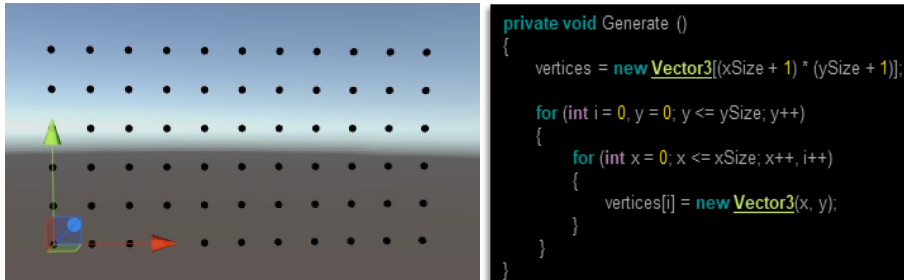 private void Generate ()
{
vertices = new Vector3[(xSize + 1) * (ySize + 1)];
for (int i = 0, y = 0; y <= ySize; y++)
{
for (int x = 0; x <= xSize; x++, i++)
{
vertices[i] = new Vector3(x, y);
}
}
}